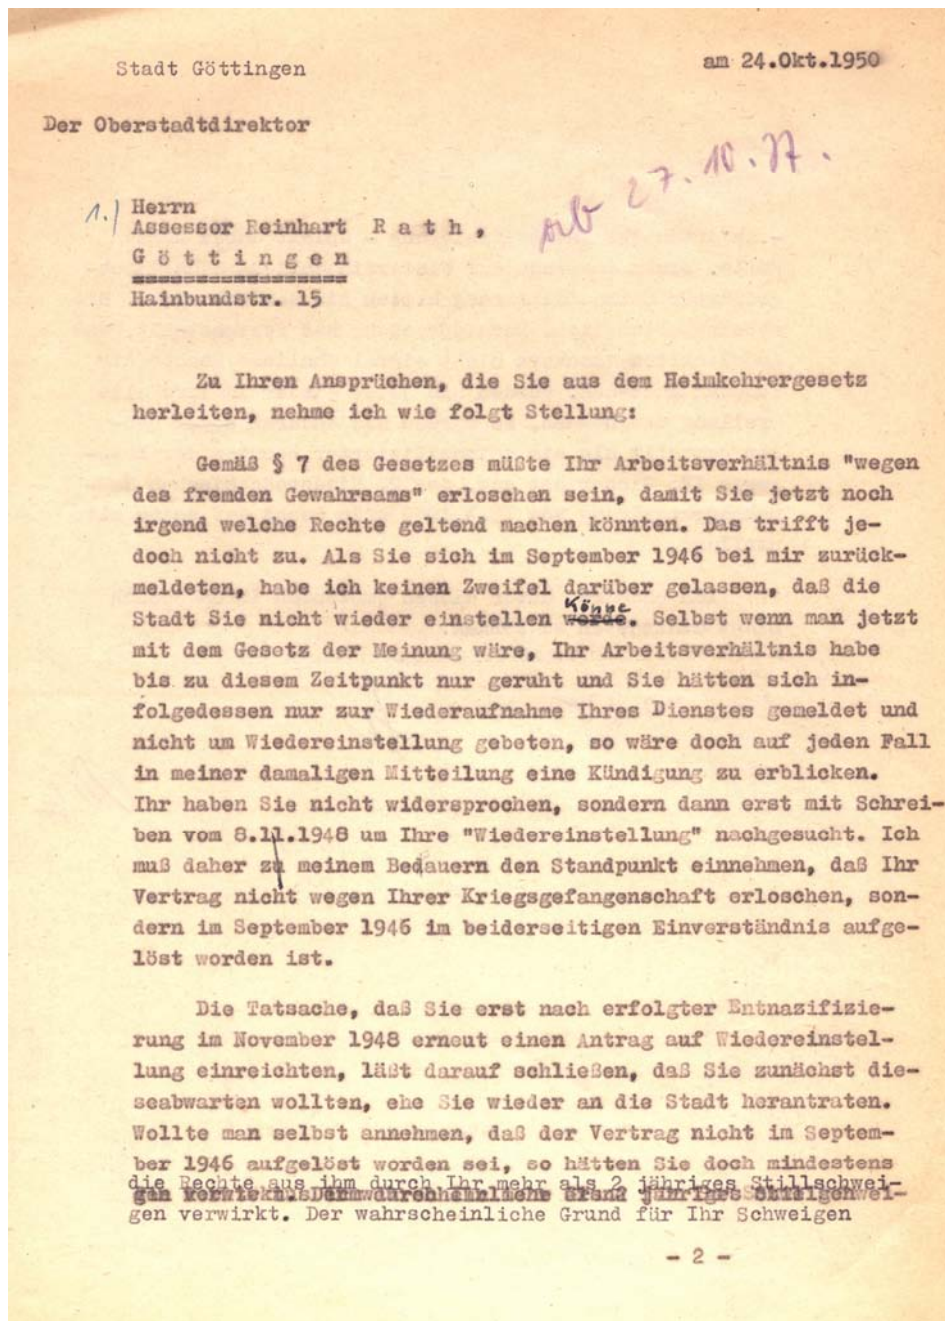 Stadt Göttingen
am 24.Okt.1950
Der Oberstadtdirektor
27.10.
1.) Herrn
Assessor Reinhart R a t h ,
G ö t t i n g e n
=================
Hainbundstr. 15
Zu Ihren Ansprüchen, die Sie aus dem Heimkehrergesetz
herleiten, nehme ich wie folgt Stellung:
Gemäß § 7 des Gesetzes müßte Ihr Arbeitsverhältnis "wegen
des fremden Gewahrsams" erloschen sein, damit Sie jetzt noch
irgend welche Rechte geltend machen könnten. Das trifft je-
doch nicht zu. Als Sie sich im September 1946 bei mir zurück-
meldeten, habe ich keinen Zweifel darüber gelassen, daß die
könne
Stadt Sie nicht wieder einstellen werde. Selbst wenn man jetzt
mit dem Gesetz der Meinung wäre, Ihr Arbeitsverhältnis habe
bis zu diesem Zeitpunkt nur geruht und Sie hätten sich in-
folgedessen nur zur Wiederaufnahme Ihres Dienstes gemeldet und
nicht um Wiedereinstellung gebeten, so wäre doch auf jeden Fall
in meiner damaligen Mitteilung eine Kündigung zu erblicken.
Ihr haben Sie nicht widersprochen, sondern dann erst mit Schrei-
ben vom 8.11.1948 um Ihre "Wiedereinstellung" nachgesucht. Ich
muß daher zu meinem Bedauern den Standpunkt einnehmen, daß Ihr
Vertrag nicht wegen Ihrer Kriegsgefangenschaft erloschen, son-
dern im September 1946 im beiderseitigen Einverständnis aufge-
löst worden ist.
Die Tatsache, daß Sie erst nach erfolgter Entnazifizie-
rung im November 1948 erneut einen Antrag auf Wiedereinstel-
lung einreichten, läßt darauf schließen, daß Sie zunächst die-
seabwarten wollten, ehe Sie wieder an die Stadt herantraten.
Wollte man selbst annehmen, daß der Vertrag nicht im Septem-
ber 1946 aufgelöst worden sei, so hätten Sie doch mindestens
die Rechte aus ihm durch Ihr mehr als 2 jähriges Stillschwei-
gen verwirkt. Der wahrscheinliche Grund für Ihr Schweigen
- 2 -